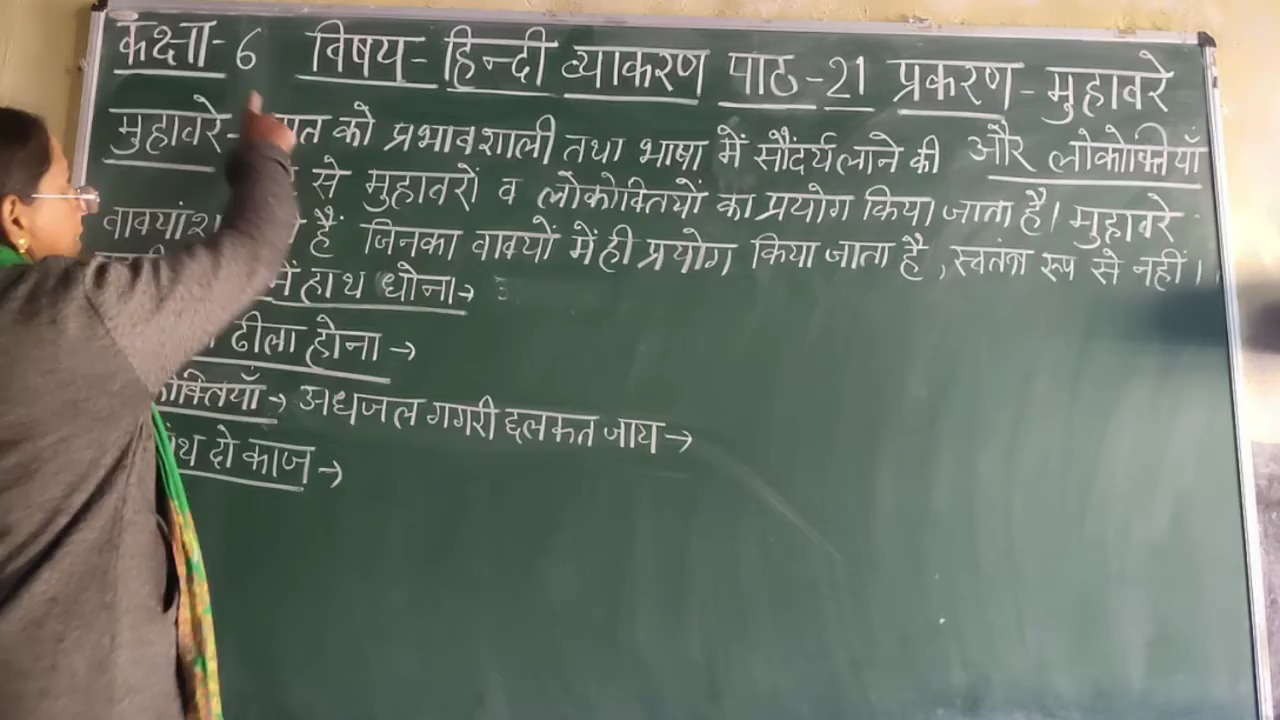 कक्षा-6 विषय- हिन्दी व्याकरण पाठ-21 प्रकरण- मुहावरे
और लोकोक्तियाँ
मुहावरे- को प्रभावशाली तथा भाषा में सौंदर्य लाने की
से मुहावरों व लोकोक्तियों का प्रयोग किया जाता है। मुहावरे
हैं जिनका वाक्यों में ही प्रयोग किया जाता है, स्वतंत्र रूप से नहीं।
में हाथ धोना→
ढीला होना →
→ अधजल गगरी छलकत जाय→
दो काज →